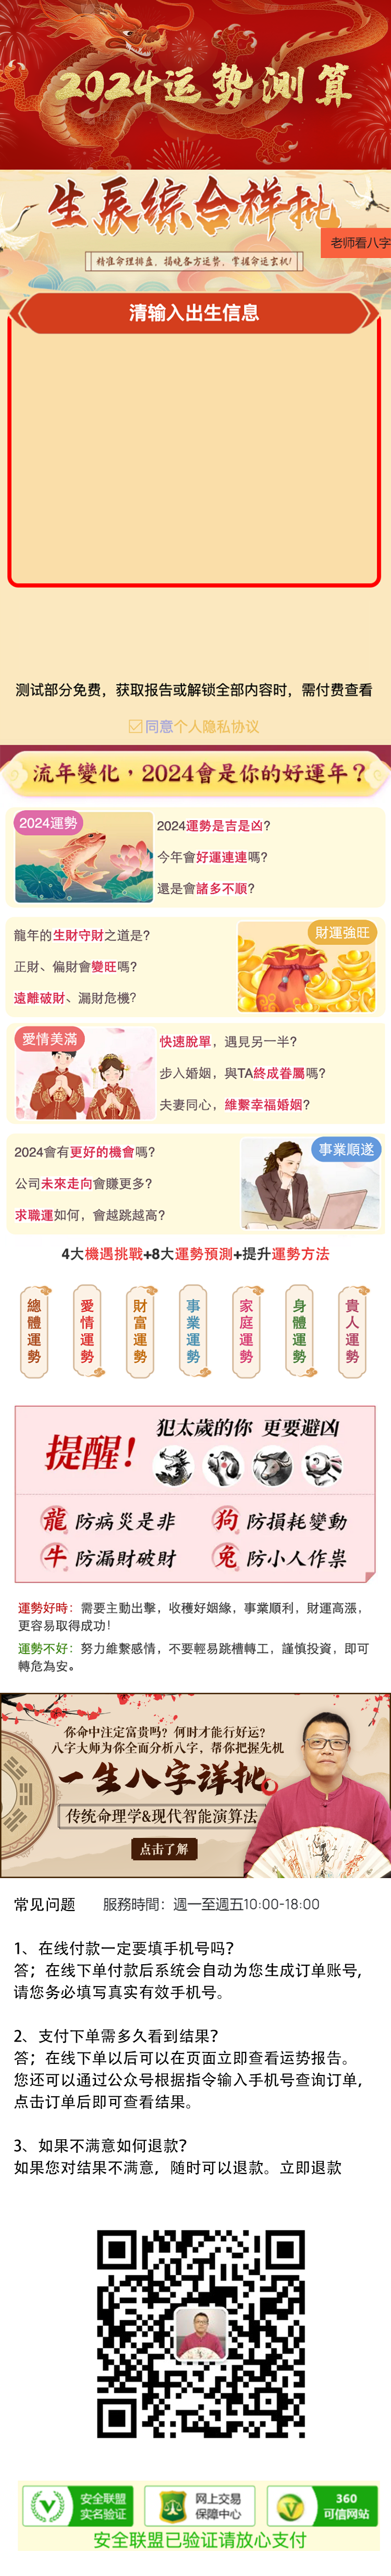 2024运势测算
生辰综合祥批
精准命理排盘，揭晓各方运势，掌握命运玄机！
老师看八字
清输入出生信息
测试部分免费，获取报告或解锁全部内容时，需付费查看
同意个人隐私协议
流年變化，2024會是你的好運年？
2024運勢
2024運勢是吉是凶?
今年會好運連連嗎?
還是會諸多不順?
龍年的生財守財之道是?
財運強旺
正財、偏財會變旺嗎?
遠離破財、漏財危機?
愛情美滿
快速脫單，遇見另一半?
步入婚姻，與TA終成眷屬嗎?
夫妻同心，維繫幸福婚姻?
2024會有更好的機會嗎?
事業順遂
公司未來走向會賺更多?
求職運如何，會越跳越高?
4大機遇挑戰+8大運勢預測+提升運勢方法
總體運勢
愛情運勢
財富運勢
事業運勢
家庭運勢
身體運勢
貴人運勢
提醒！
犯太歲的你 更要避凶
龍 防病災是非
狗 防損耗變動
牛 防漏財破財
兔 防小人作祟
運勢好時：需要主動出擊，收穫好姻緣，事業順利，財運高漲，
更容易取得成功!
運勢不好：努力維繫感情，不要輕易跳槽轉工，謹慎投資，即可
轉危為安。
你命中注定富贵吗？何时才能行好运？
八字大师为你全面分析八字，帮你把握先机
一生八字详批
传统命理学&现代智能演算法
点击了解
常见问题
服務時間：週一至週五10:00-18:00
1、在线付款一定要填手机号吗?
答；在线下单付款后系统会自动为您生成订单账号，
请您务必填写真实有效手机号。
2、支付下单需多久看到结果?
答；在线下单以后可以在页面立即查看运势报告。
您还可以通过公众号根据指令输入手机号查询订单，
点击订单后即可查看结果。
3、如果不满意如何退款?
如果您对结果不满意，随时可以退款。立即退款
安全联盟
实名验证
网上交易
保障中心
360
可信网站
安全联盟已验证请放心支付